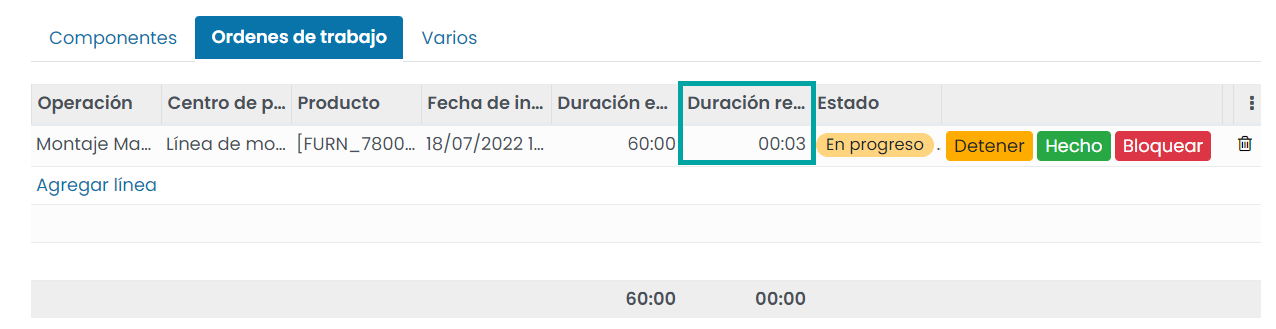 Componentes Ordenes de trabajo Varios
Operación Centro de p... Producto Fecha de in... Duración e... Duración re... Estado
Montaje Ma... Línea de mo... [FURN_7800... 18/07/2022 1... 60:00 00:03 En progreso . Detener Hecho Bloquear
Agregar línea
60:00 00:00